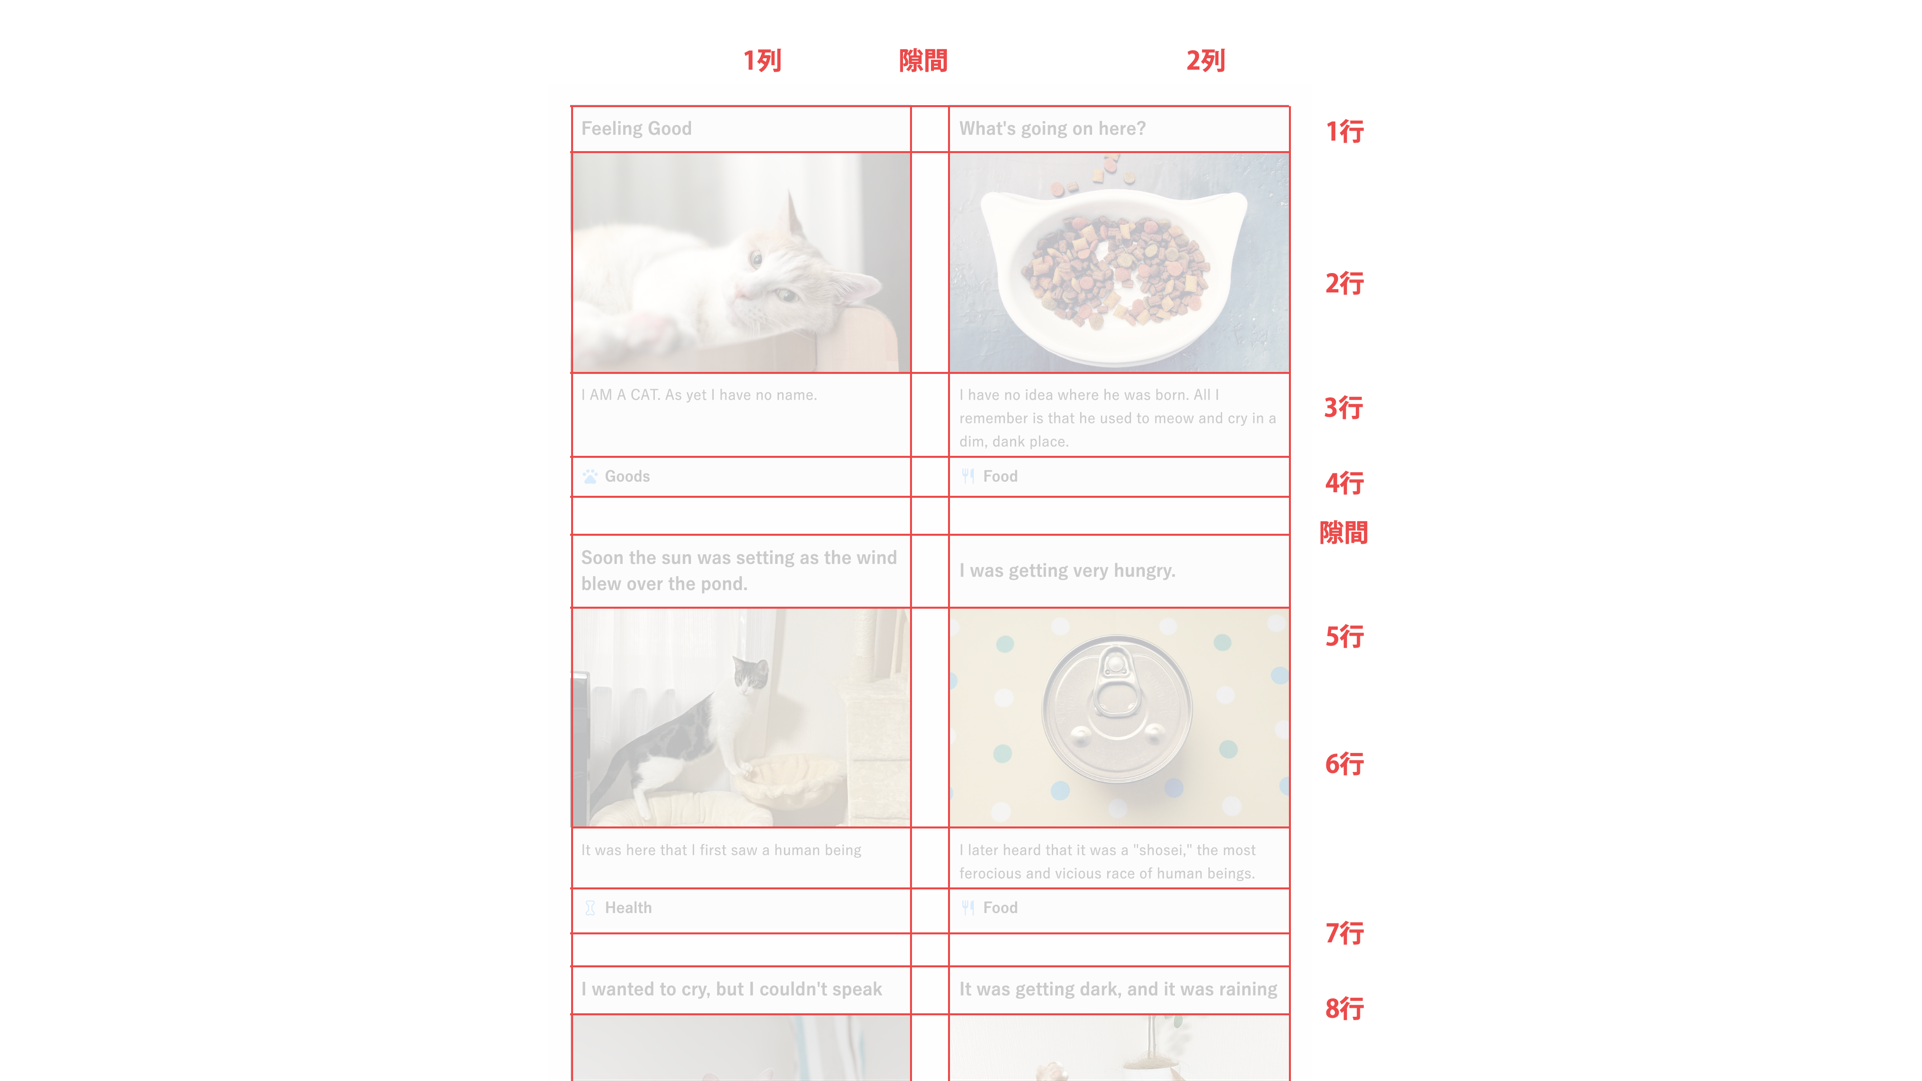 1列 隙間 2列
Feeling Good
What's going on here?
1行
2行
I AM A CAT. As yet I have no name.
I have no idea where he was born. All I
remember is that he used to meow and cry in a
dim, dank place.
3行
Goods
Food
4行
隙間
Soon the sun was setting as the wind
blew over the pond.
I was getting very hungry.
5行
6行
It was here that I first saw a human being
I later heard that it was a "shosei," the most
ferocious and vicious race of human beings.
Health
Food
7行
I wanted to cry, but I couldn't speak
It was getting dark, and it was raining
8行